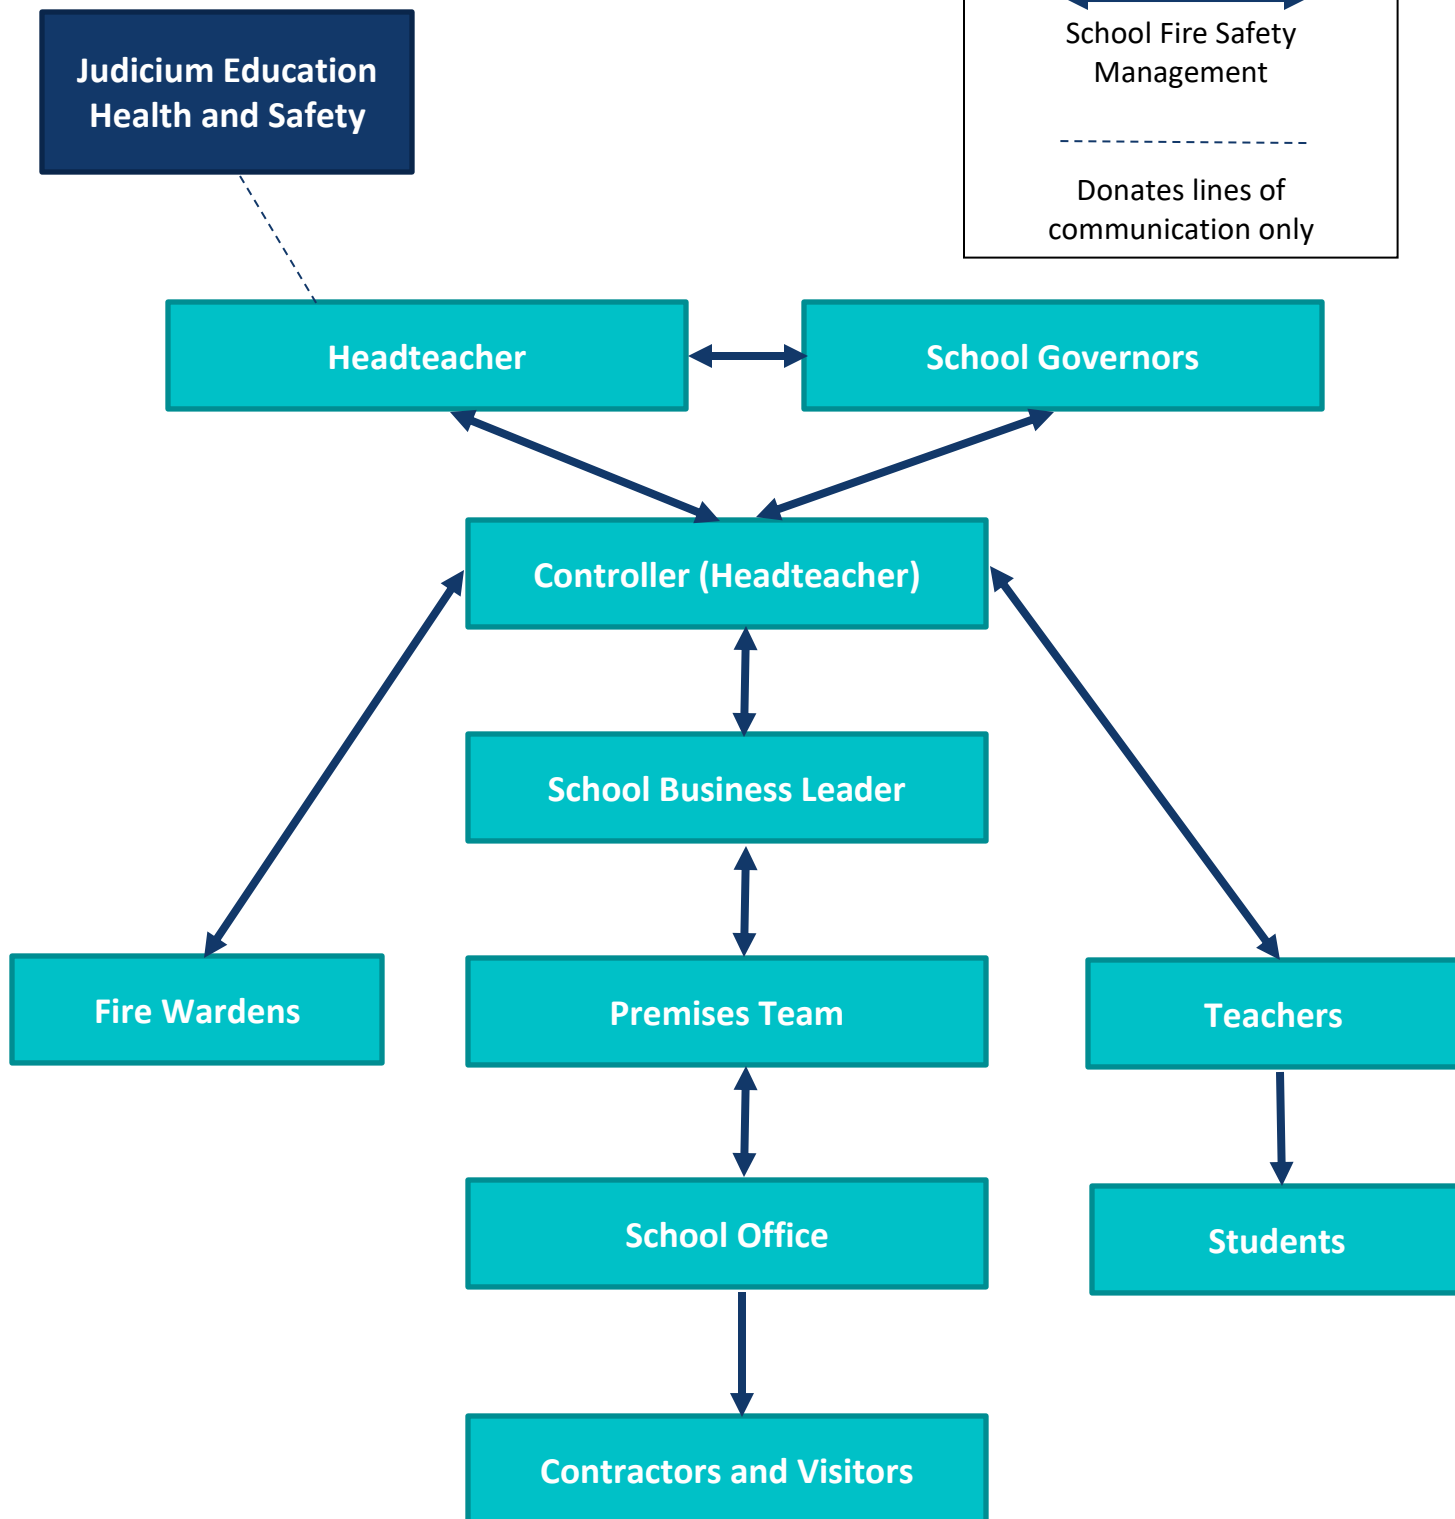 Judicium Education
Health and Safety
School Fire Safety
Management
Donates lines of
communication only
Headteacher
School Governors
Controller (Headteacher)
School Business Leader
Fire Wardens
Premises Team
Teachers
School Office
Students
Contractors and Visitors